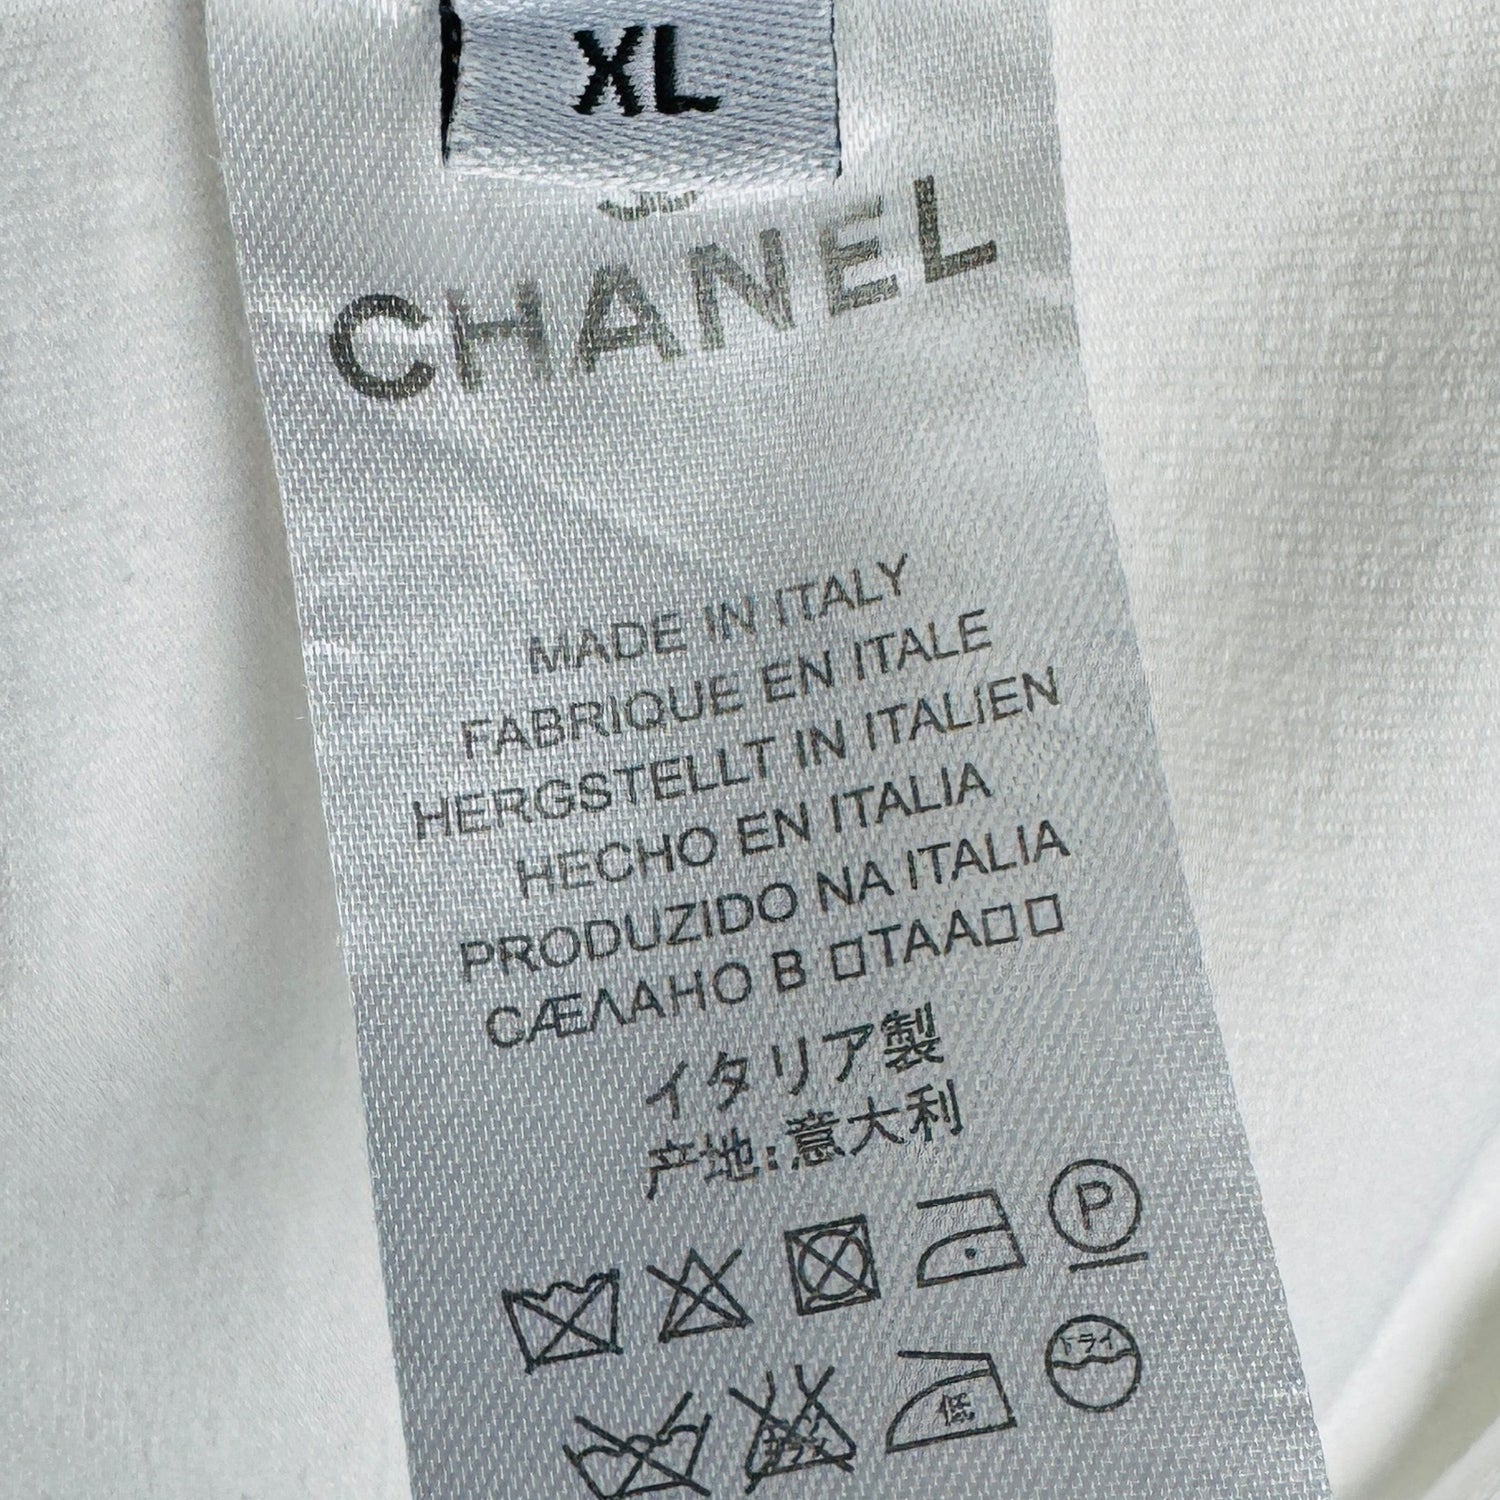 XL
CHANEL
MADE IN ITALY
FABRIQUE EN ITALE
HERGSTELLT IN ITALIEN
HECHO EN ITALIA
PRODUZIDO NA ITALIA
CÆΛAHO B □TAA□□
イタリア製
产地:意大利
P
ドライ
低